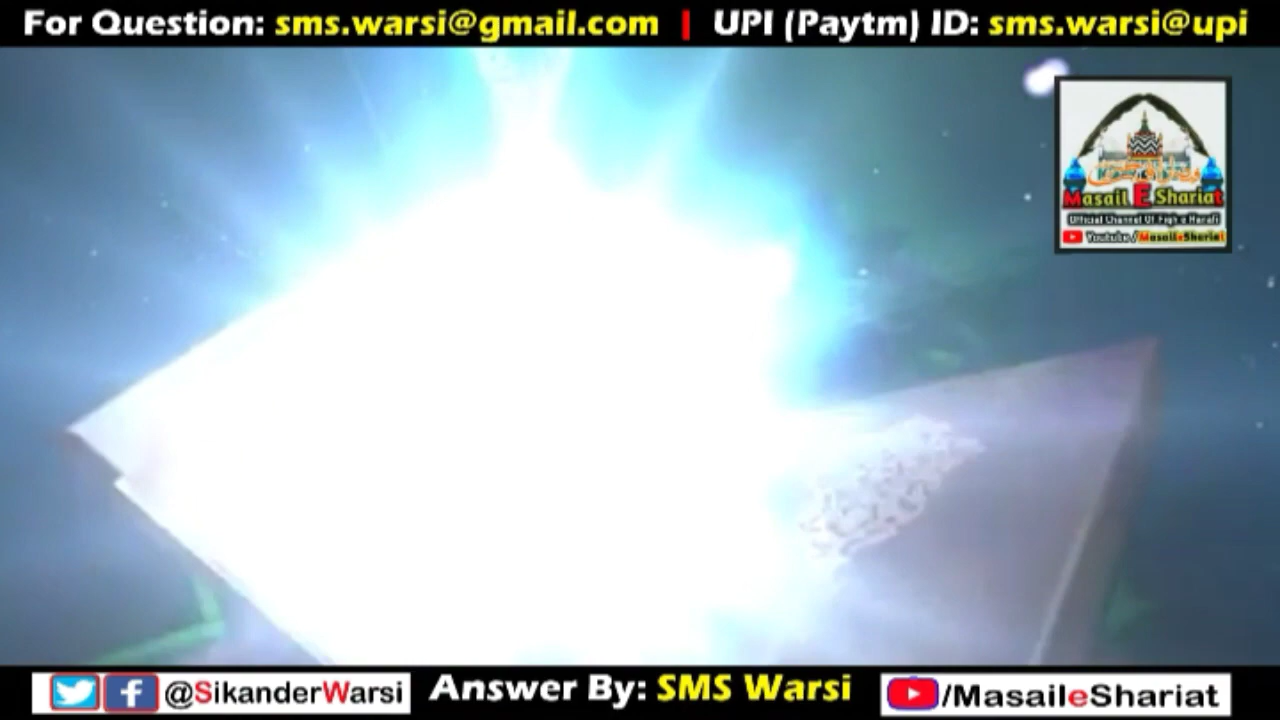 For Question: sms.warsi@gmail.com | UPI (Paytm) ID: sms.warsi@upi
Masail E Shariat
Official Channel Of Fiqh e Hanafi
Youtube/MasaileShariat
@SikanderWarsi
Answer By: SMS Warsi
/MasaileShariat